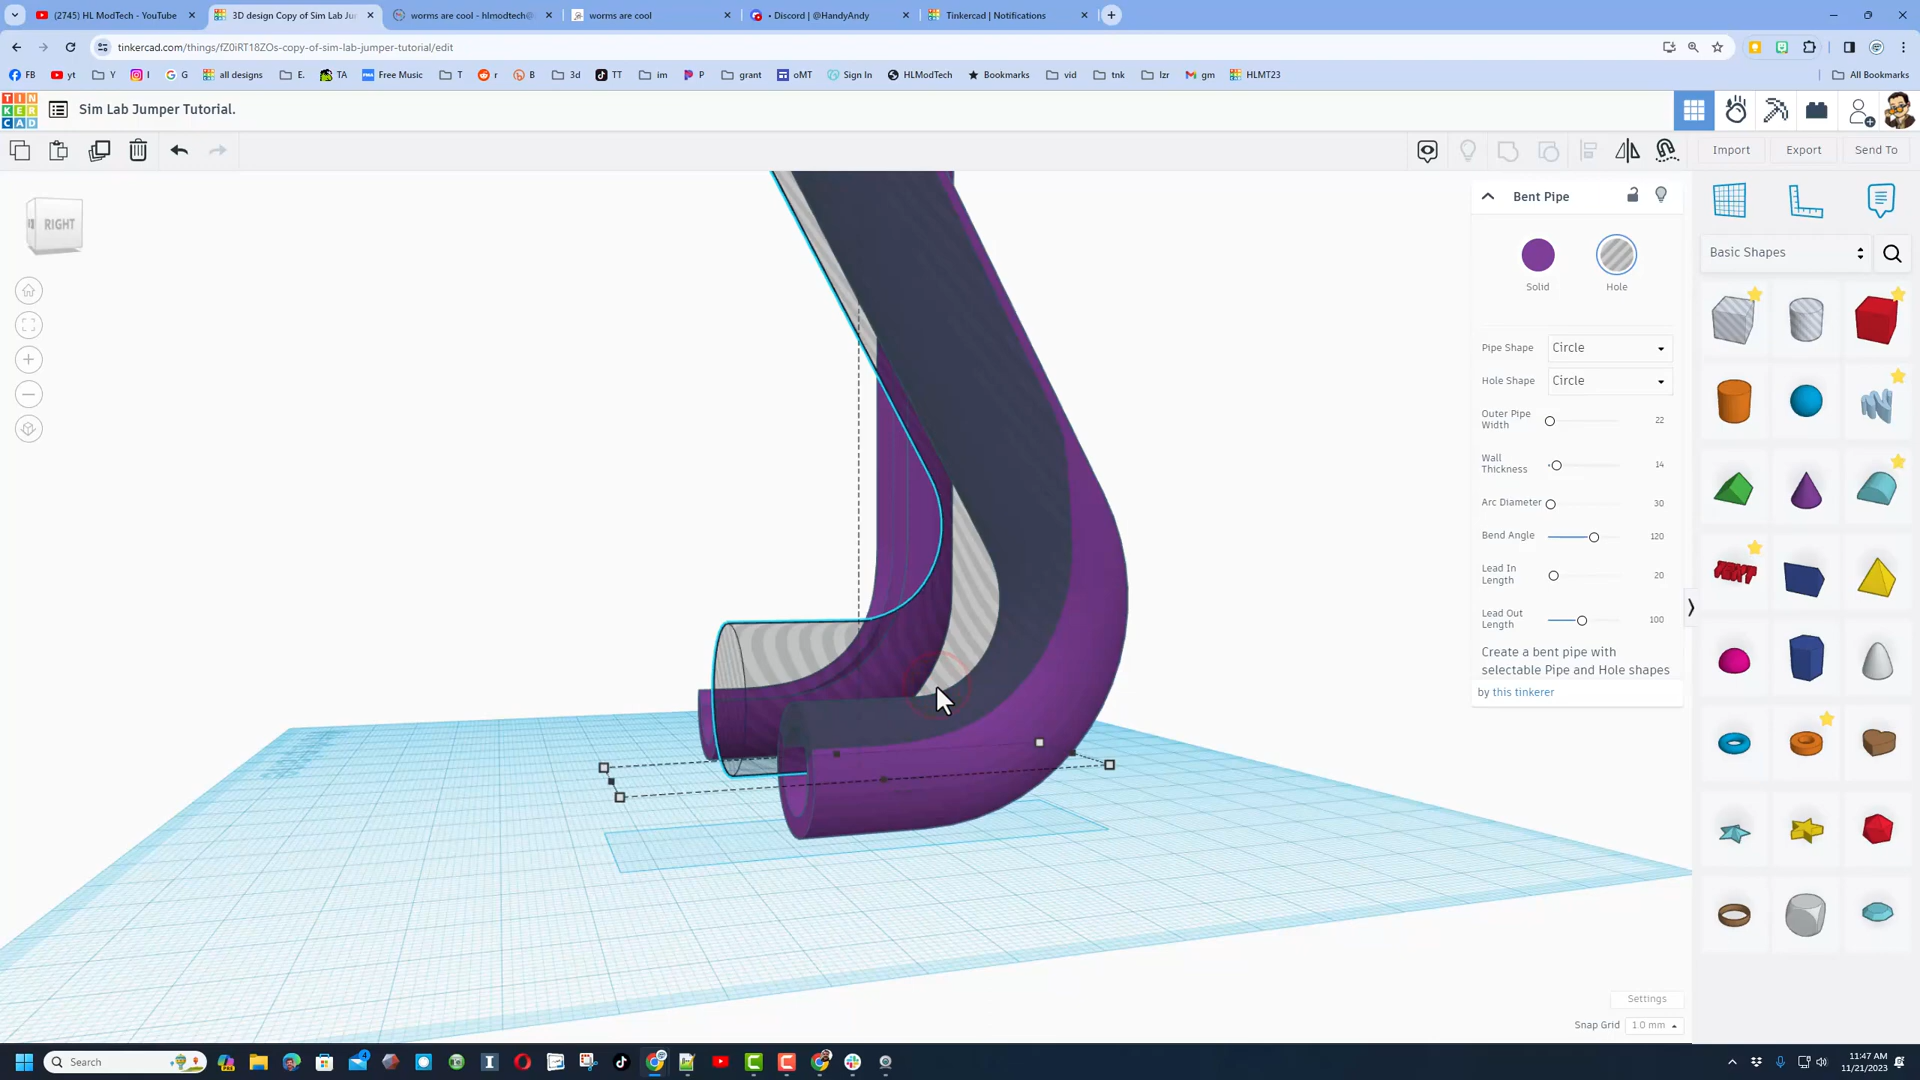 (2745) HL ModTech - YouTube
3D design Copy of Sim Lab Ju
worms are cool - hlmodtech@
worms are cool
• Discord | @HandyAndy
Tinkercad | Notifications
tinkercad.com/things/fZ0iRT18ZOs-copy-of-sim-lab-jumper-tutorial/edit
FB
yt
Y
I
G
all designs
E.
TA
Free Music
T
r
B
3d
TT
im
P
grant
oMT
Sign In
HLModTech
Bookmarks
vid
tnk
lzr
gm
HLMT23
All Bookmarks
TIN
KER
CAD
Sim Lab Jumper Tutorial.
Import
Export
Send To
RIGHT
Bent Pipe
Solid
Hole
Pipe Shape
Circle
Hole Shape
Circle
Outer Pipe
Width
22
Wall
Thickness
14
Arc Diameter
30
Bend Angle
120
Lead In
Length
20
Lead Out
Length
100
Create a bent pipe with
selectable Pipe and Hole shapes
by this tinkerer
Basic Shapes
TEXT
Settings
Snap Grid
1.0 mm
Search
11:47 AM
11/21/2023